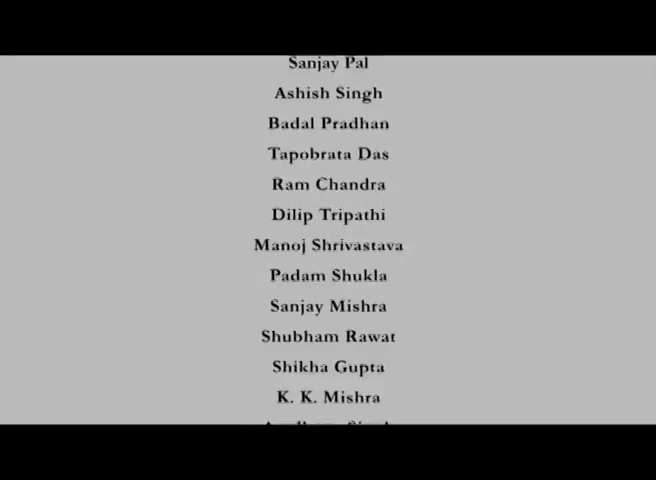 Sanjay Pal
Ashish Singh
Badal Pradhan
Tapobrata Das
Ram Chandra
Dilip Tripathi
Manoj Shrivastava
Padam Shukla
Sanjay Mishra
Shubham Rawat
Shikha Gupta
K. K. Mishra